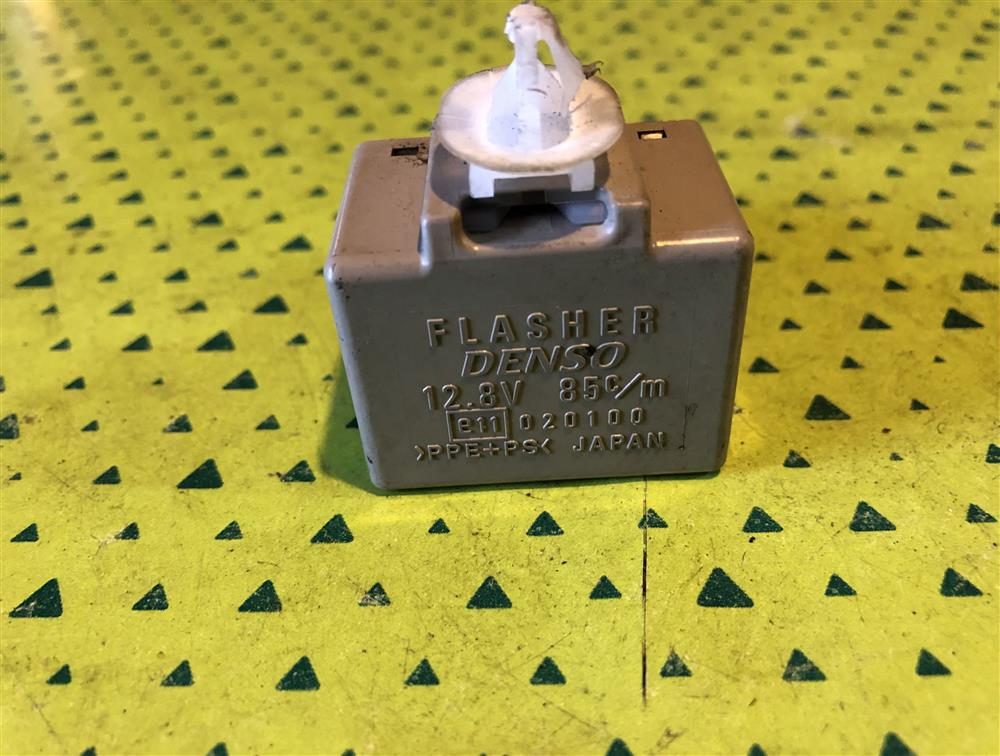 FLASHER
DENSO
12.8V 85c/m
e11 020100
>PPE+PS< JAPAN